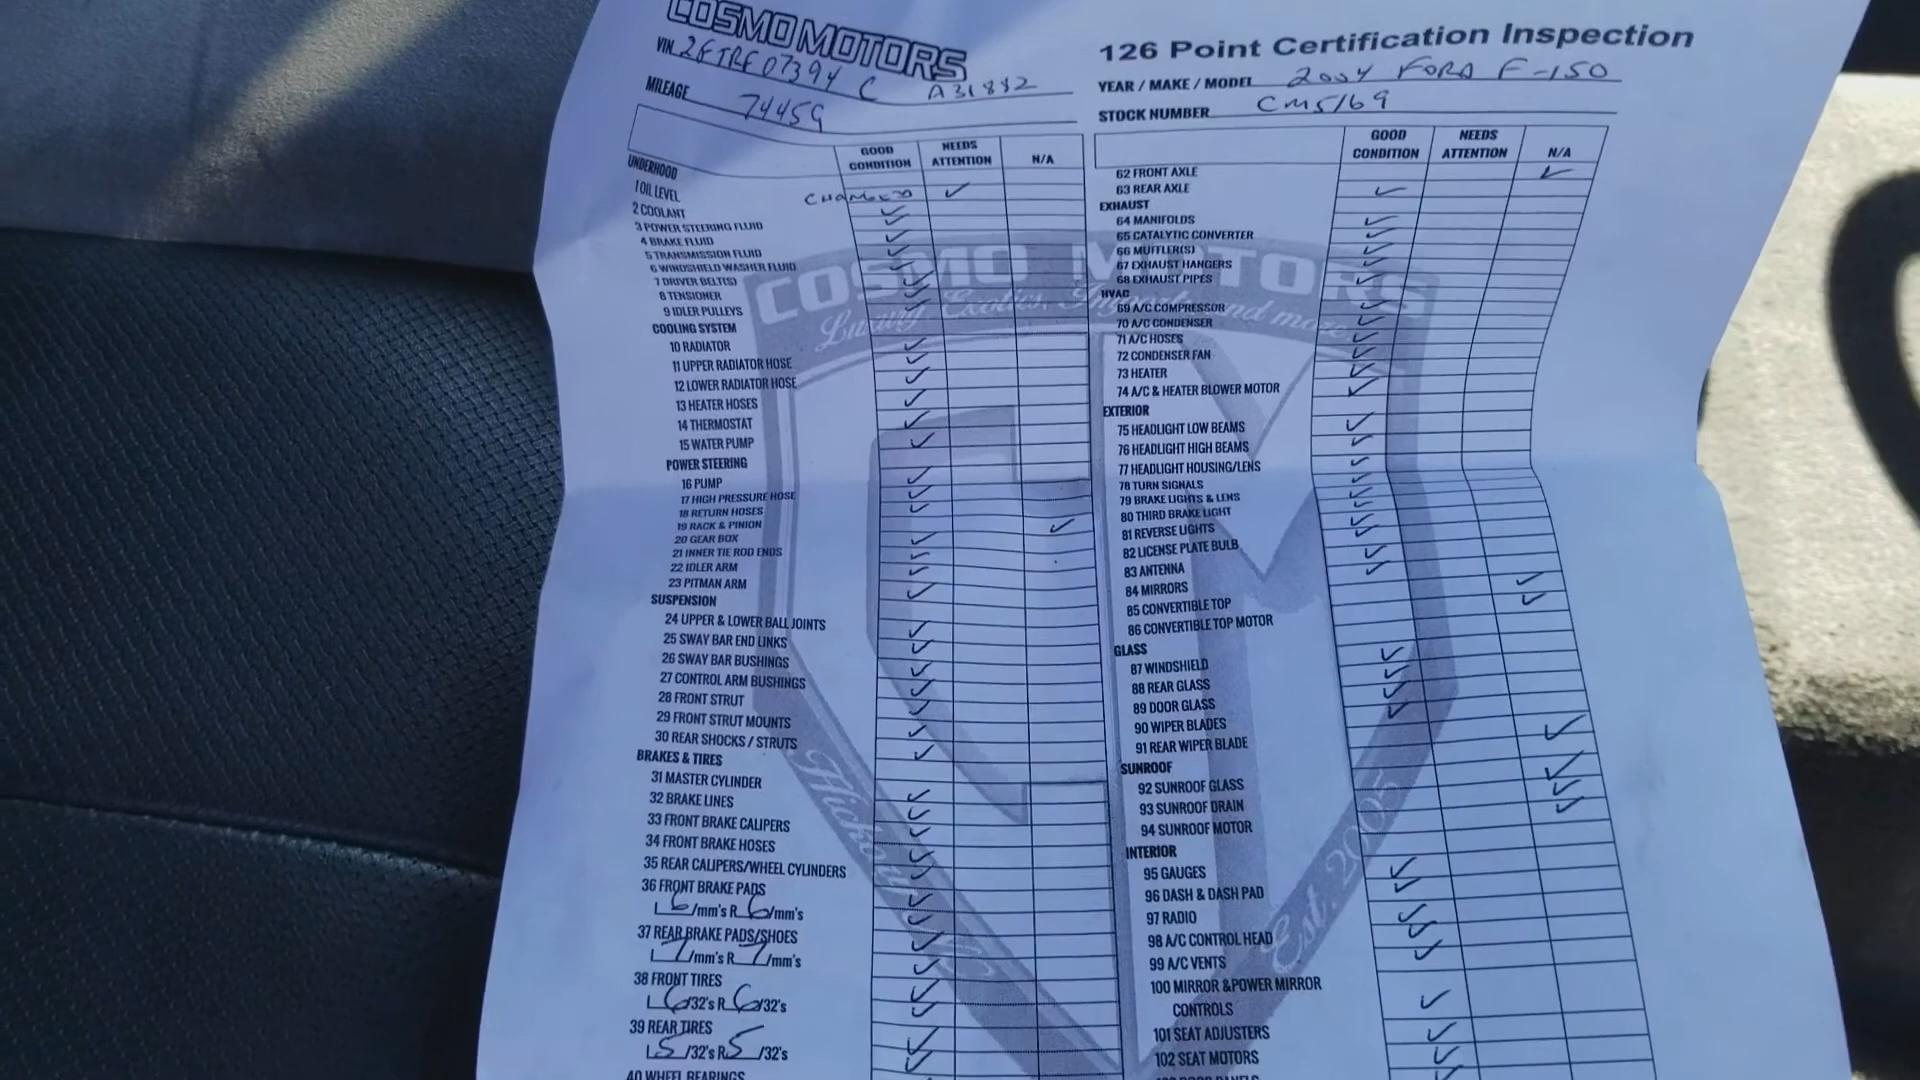 COSMO MOTORS
126 Point Certification Inspection
VIN 2FTRF07394C A31882
YEAR / MAKE / MODEL 2004 FORD F-150
MILEAGE 74459
STOCK NUMBER CM5169
GOOD CONDITION NEEDS ATTENTION N/A
UNDERHOOD
1 OIL LEVEL CHANGED
2 COOLANT
3 POWER STEERING FLUID
4 BRAKE FLUID
5 TRANSMISSION FLUID
6 WINDSHIELD WASHER FLUID
7 DRIVER BELT(S)
8 TENSIONER
9 IDLER PULLEYS
COOLING SYSTEM
10 RADIATOR
11 UPPER RADIATOR HOSE
12 LOWER RADIATOR HOSE
13 HEATER HOSES
14 THERMOSTAT
15 WATER PUMP
POWER STEERING
16 PUMP
17 HIGH PRESSURE HOSE
18 RETURN HOSES
19 RACK & PINION
20 GEAR BOX
21 INNER TIE ROD ENDS
22 IDLER ARM
23 PITMAN ARM
SUSPENSION
24 UPPER & LOWER BALL JOINTS
25 SWAY BAR END LINKS
26 SWAY BAR BUSHINGS
27 CONTROL ARM BUSHINGS
28 FRONT STRUT
29 FRONT STRUT MOUNTS
30 REAR SHOCKS / STRUTS
BRAKES & TIRES
31 MASTER CYLINDER
32 BRAKE LINES
33 FRONT BRAKE CALIPERS
34 FRONT BRAKE HOSES
35 REAR CALIPERS/WHEEL CYLINDERS
36 FRONT BRAKE PADS
L 6/mm's R 6/mm's
37 REAR BRAKE PADS/SHOES
L 7/mm's R 7/mm's
38 FRONT TIRES
L 6/32's R 6/32's
39 REAR TIRES
L 5/32's R 5/32's
40 WHEEL BEARINGS
GOOD CONDITION NEEDS ATTENTION N/A
62 FRONT AXLE
63 REAR AXLE
EXHAUST
64 MANIFOLDS
65 CATALYTIC CONVERTER
66 MUFFLER(S)
67 EXHAUST HANGERS
68 EXHAUST PIPES
HVAC
69 A/C COMPRESSOR
70 A/C CONDENSER
71 A/C HOSES
72 CONDENSER FAN
73 HEATER
74 A/C & HEATER BLOWER MOTOR
EXTERIOR
75 HEADLIGHT LOW BEAMS
76 HEADLIGHT HIGH BEAMS
77 HEADLIGHT HOUSING/LENS
78 TURN SIGNALS
79 BRAKE LIGHTS & LENS
80 THIRD BRAKE LIGHT
81 REVERSE LIGHTS
82 LICENSE PLATE BULB
83 ANTENNA
84 MIRRORS
85 CONVERTIBLE TOP
86 CONVERTIBLE TOP MOTOR
GLASS
87 WINDSHIELD
88 REAR GLASS
89 DOOR GLASS
90 WIPER BLADES
91 REAR WIPER BLADE
SUNROOF
92 SUNROOF GLASS
93 SUNROOF DRAIN
94 SUNROOF MOTOR
INTERIOR
95 GAUGES
96 DASH & DASH PAD
97 RADIO
98 A/C CONTROL HEAD
99 A/C VENTS
100 MIRROR & POWER MIRROR
CONTROLS
101 SEAT ADJUSTERS
102 SEAT MOTORS
COSMO MOTORS
Luxury, Exotics, Imports and more
Est. 2005